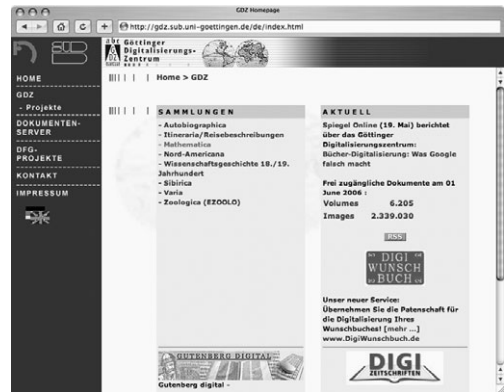 GDZ Homepage
http://gdz.sub.uni-goettingen.de/de/index.html
SUB
Göttinger
Digitalisierungs-
Zentrum
HOME
GDZ
- Projekte
DOKUMENTEN-
SERVER
DFG-
PROJEKTE
KONTAKT
IMPRESSUM
Home > GDZ
SAMMLUNGEN
- Autobiographica
- Itineraria/Reisebeschreibungen
- Mathematica
- Nord-Americana
- Wissenschaftsgeschichte 18./19.
Jahrhundert
- Sibirica
- Varia
- Zoologica (EZOOLO)
GUTENBERG DIGITAL
Gutenberg digital -
AKTUELL
Spiegel Online (19. Mai) berichtet
über das Göttinger
Digitalisierungszentrum:
Bücher-Digitalisierung: Was Google
falsch macht
Frei zugängliche Dokumente am 01
June 2006 :
Volumes 6.205
Images 2.339.030
RSS
DIGI
WUNSCH
BUCH
Unser neuer Service:
Übernehmen Sie die Patenschaft für
die Digitalisierung Ihres
Wunschbuches! [mehr ...]
www.DigiWunschbuch.de
DIGI
ZEITSCHRIFTEN